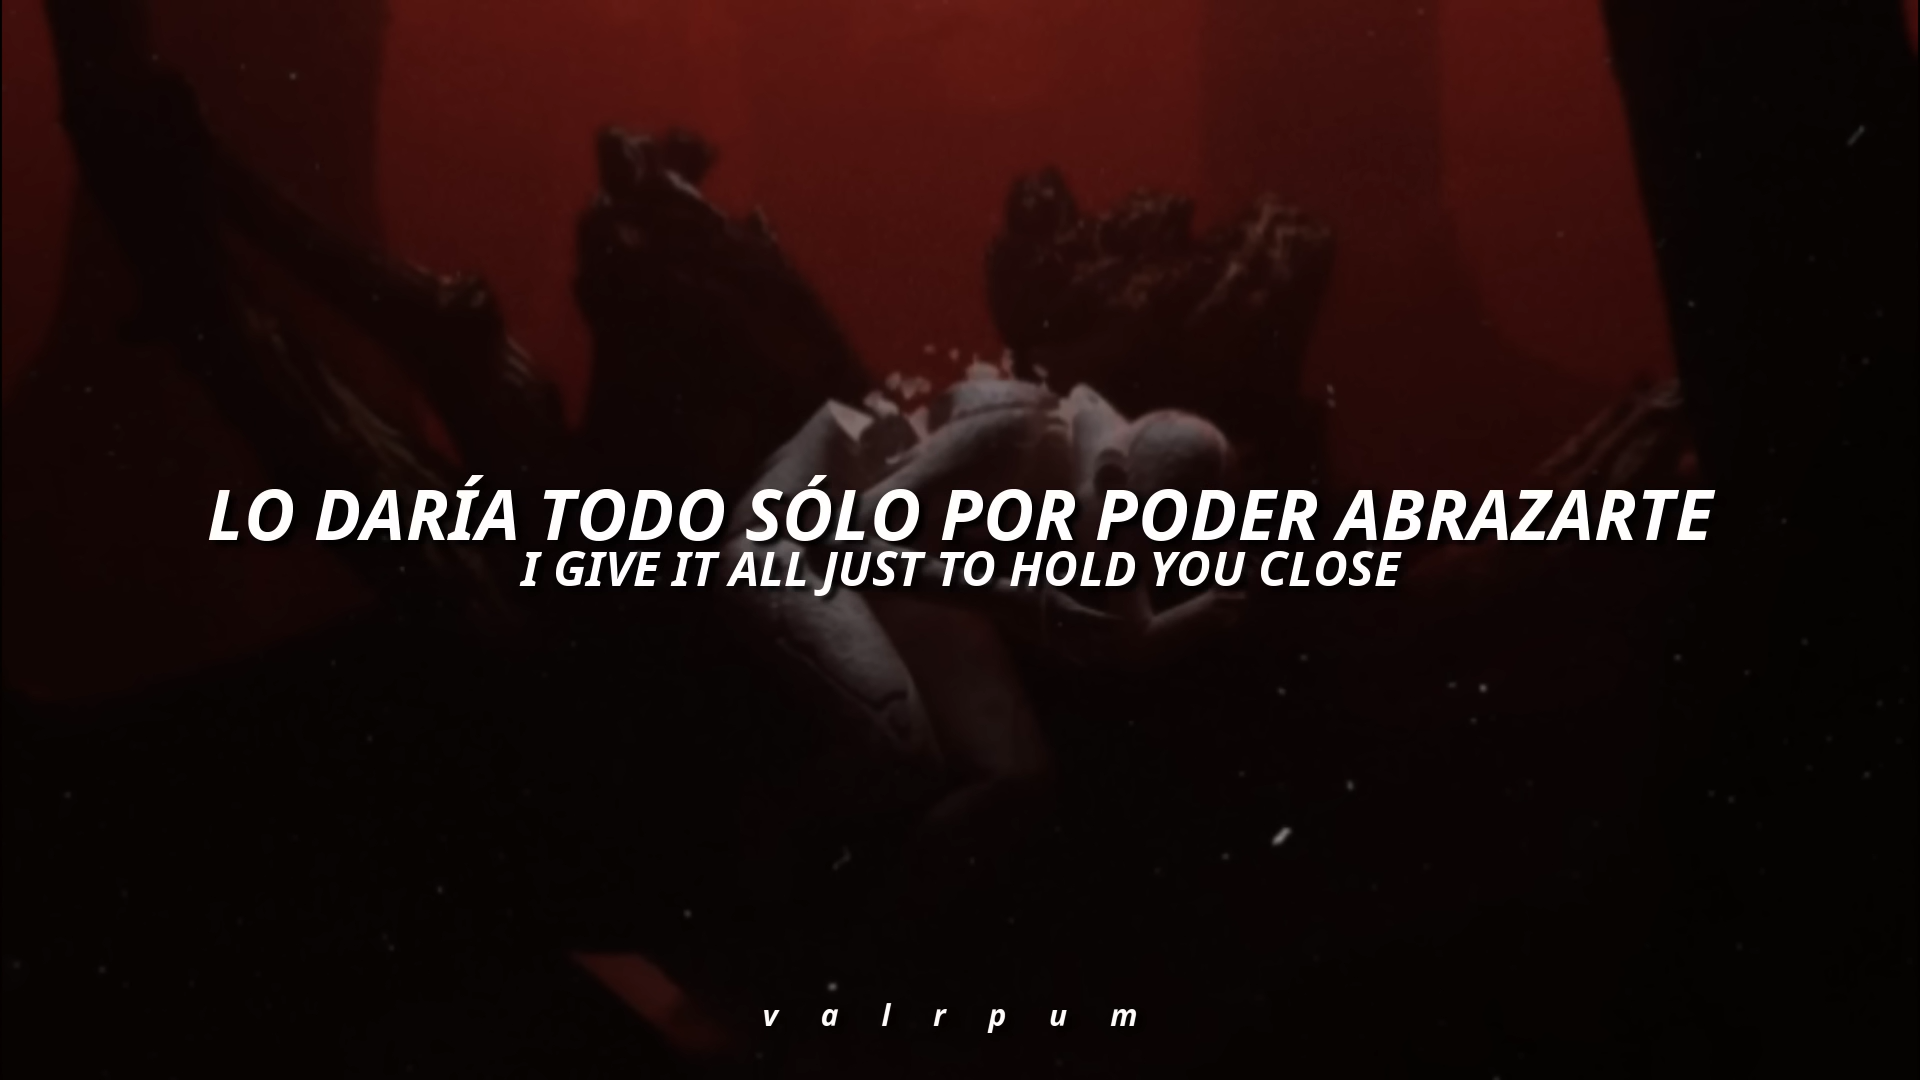 LO DARÍA TODO SÓLO POR PODER ABRAZARTE
I GIVE IT ALL JUST TO HOLD YOU CLOSE
v a l r p u m